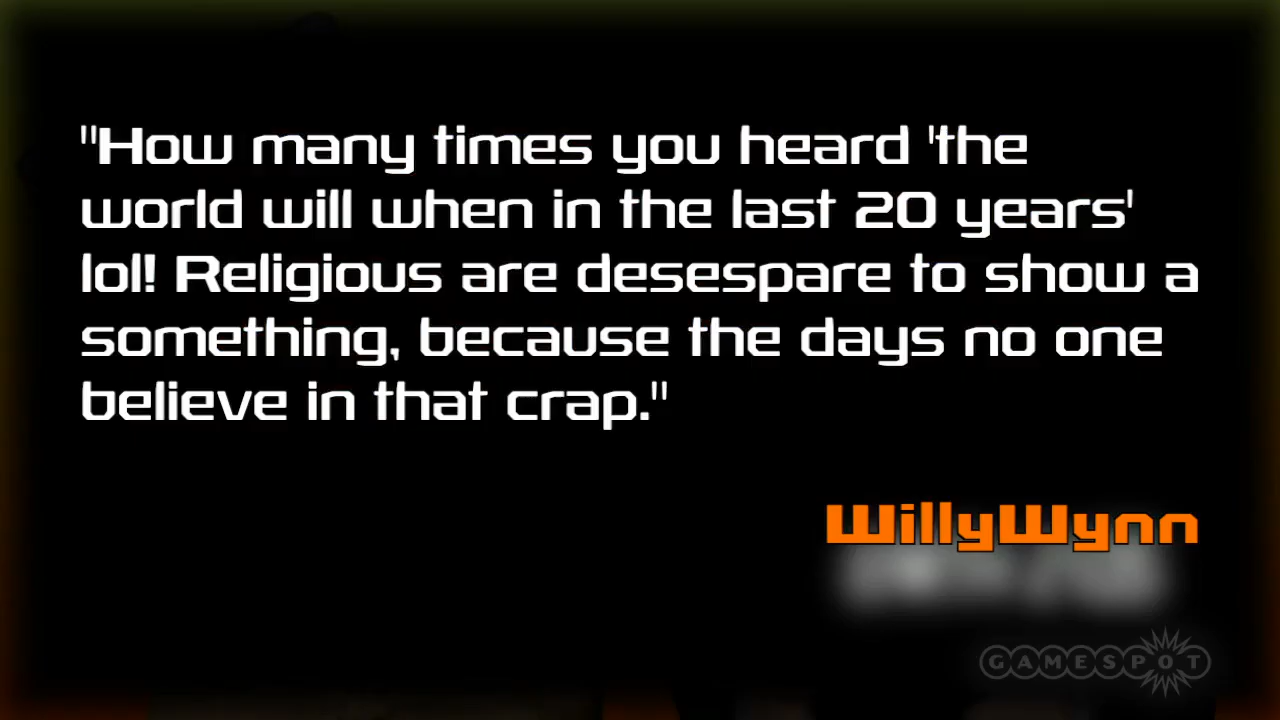 "How many times you heard 'the
world will when in the last 20 years'
lol! Religious are desespare to show a
something, because the days no one
believe in that crap."
WillyWynn
GAMESPOT